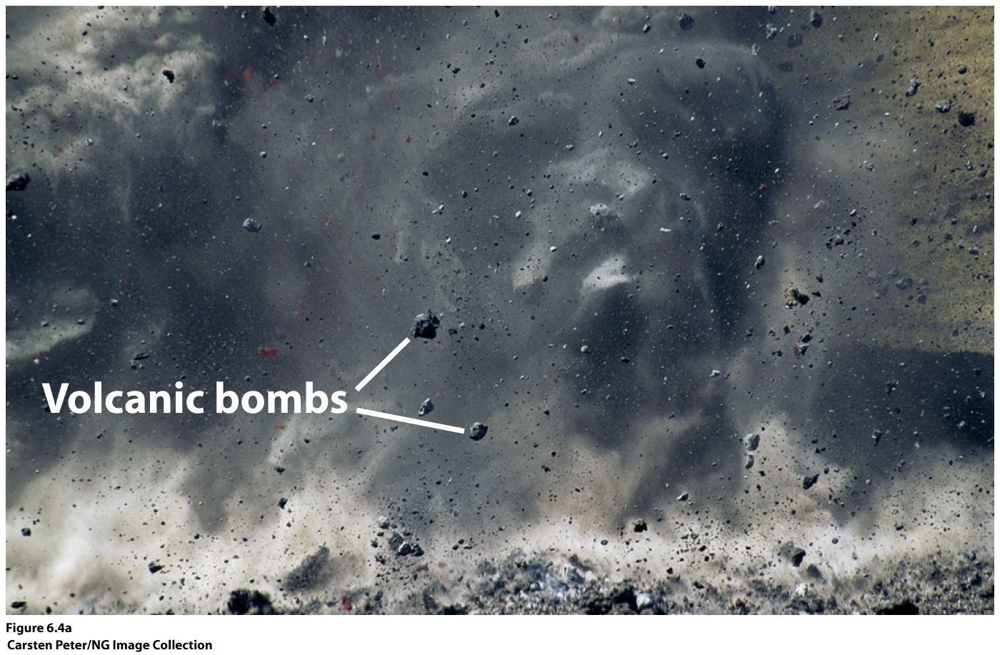 Volcanic bombs
Figure 6.4a
Carsten Peter/NG Image Collection